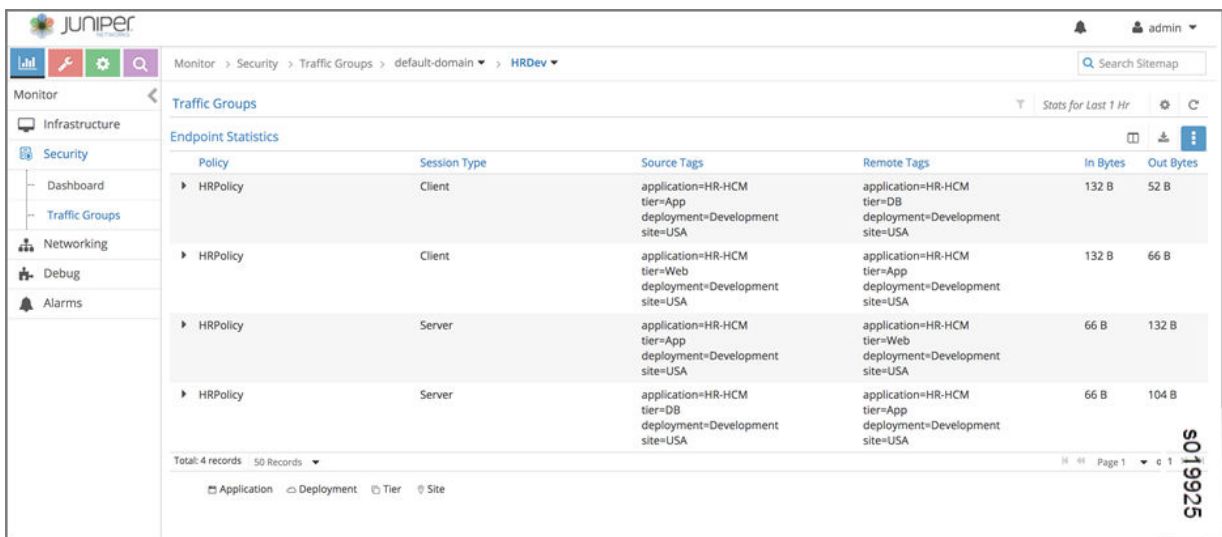 JUNIPER
NETWORKS
admin
Monitor > Security > Traffic Groups > default-domain > HRDev
Search Sitemap
Monitor
Infrastructure
Security
Dashboard
Traffic Groups
Networking
Debug
Alarms
Traffic Groups
Stats for Last 1 Hr
Endpoint Statistics
Policy Session Type Source Tags Remote Tags In Bytes Out Bytes
HRPolicy Client application=HR-HCM application=HR-HCM 132 B 52 B
tier=App tier=DB
deployment=Development deployment=Development
site=USA site=USA
HRPolicy Client application=HR-HCM application=HR-HCM 132 B 66 B
tier=Web tier=App
deployment=Development deployment=Development
site=USA site=USA
HRPolicy Server application=HR-HCM application=HR-HCM 66 B 132 B
tier=App tier=Web
deployment=Development deployment=Development
site=USA site=USA
HRPolicy Server application=HR-HCM application=HR-HCM 66 B 104 B
tier=DB tier=App
deployment=Development deployment=Development
site=USA site=USA
Total: 4 records 50 Records Page 1 1
Application Deployment Tier Site
s019925